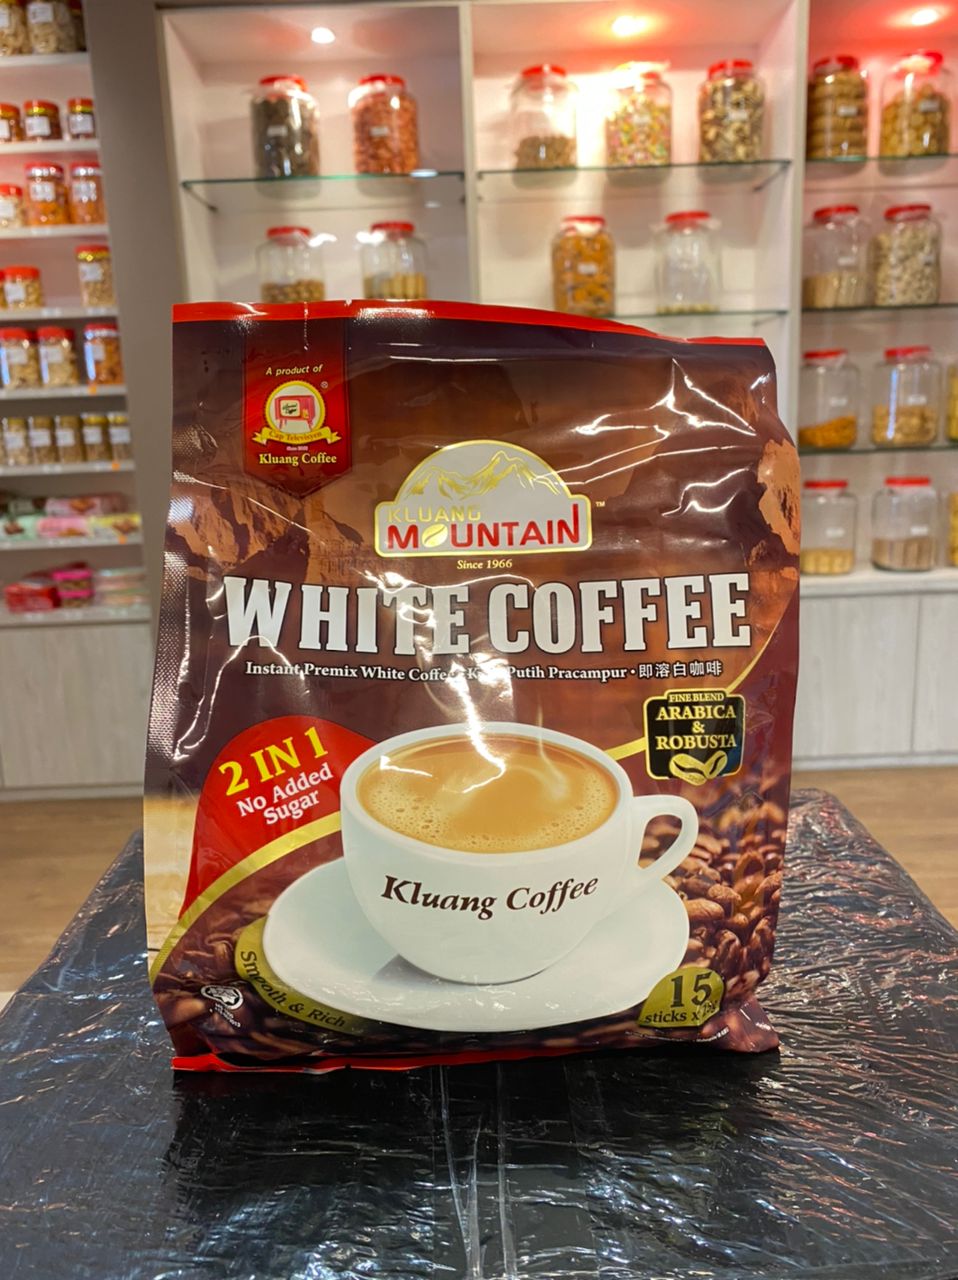 A product of
Cap Televisyen
Kluang Coffee
KLUANG
MOUNTAIN™
Since 1966
WHITE COFFEE
Instant Premix White Coffee • Kopi Putih Pracampur • 即溶白咖啡
FINE BLEND
ARABICA
&
ROBUSTA
2 IN 1
No Added
Sugar
Kluang Coffee
Smooth & Rich
15
sticks x